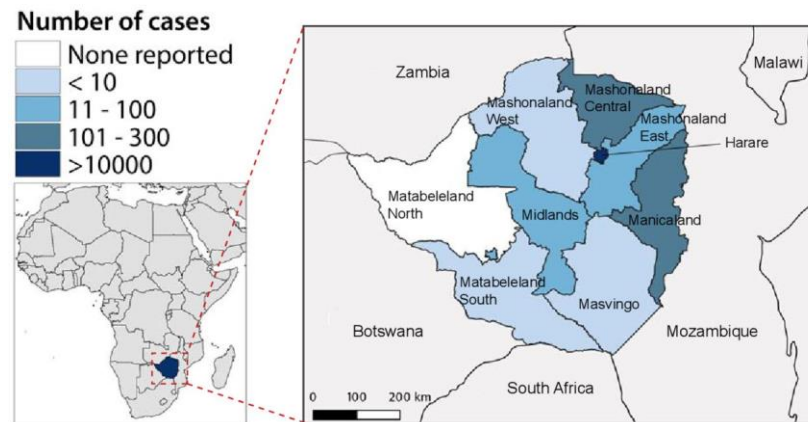 Number of cases
None reported
< 10
11 - 100
101 - 300
>10000
Zambia
Malawi
Mashonaland
Central
Mashonaland
West
Mashonaland
East
Harare
Matabeleland
North
Midlands
Manicaland
Matabeleland
South
Masvingo
Botswana
Mozambique
South Africa
0 100 200 km